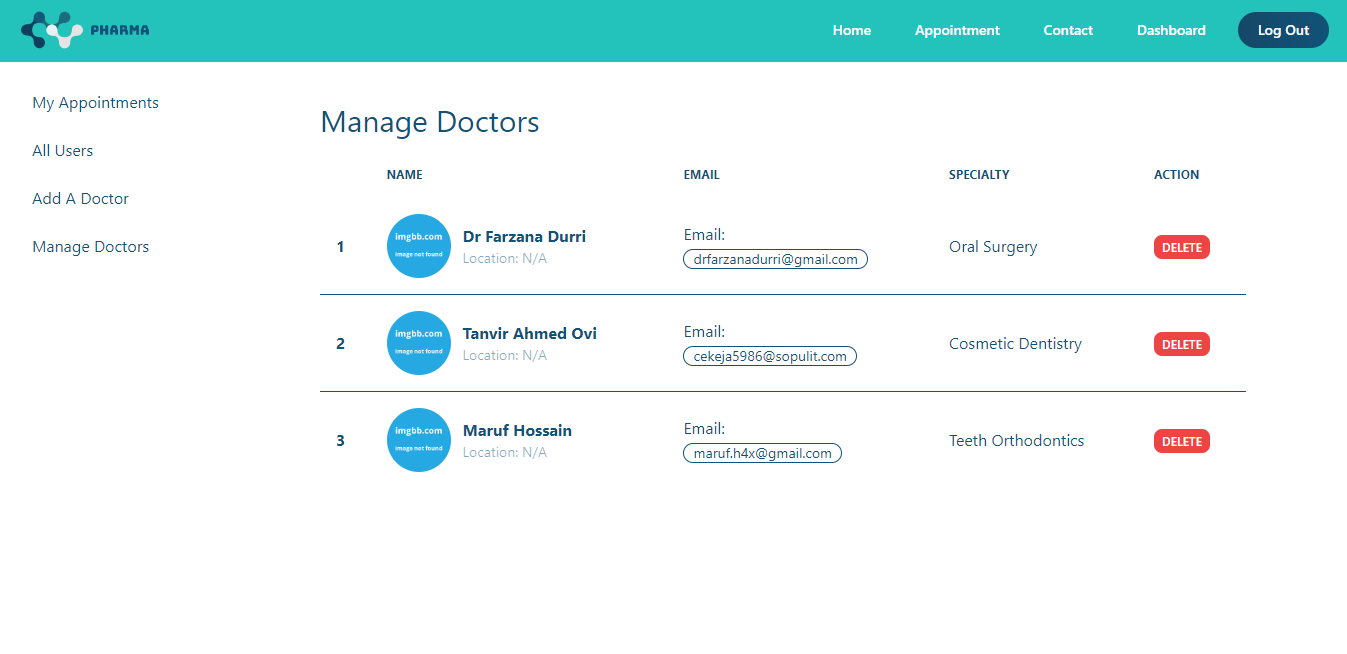 PHARMA
Home Appointment Contact Dashboard Log Out
My Appointments
All Users
Add A Doctor
Manage Doctors
Manage Doctors
NAME EMAIL SPECIALTY ACTION
1
imgbb.com
image not found
Dr Farzana Durri
Location: N/A
Email:
drfarzanadurri@gmail.com
Oral Surgery
DELETE
2
imgbb.com
image not found
Tanvir Ahmed Ovi
Location: N/A
Email:
cekeja5986@sopulit.com
Cosmetic Dentistry
DELETE
3
imgbb.com
image not found
Maruf Hossain
Location: N/A
Email:
maruf.h4x@gmail.com
Teeth Orthodontics
DELETE